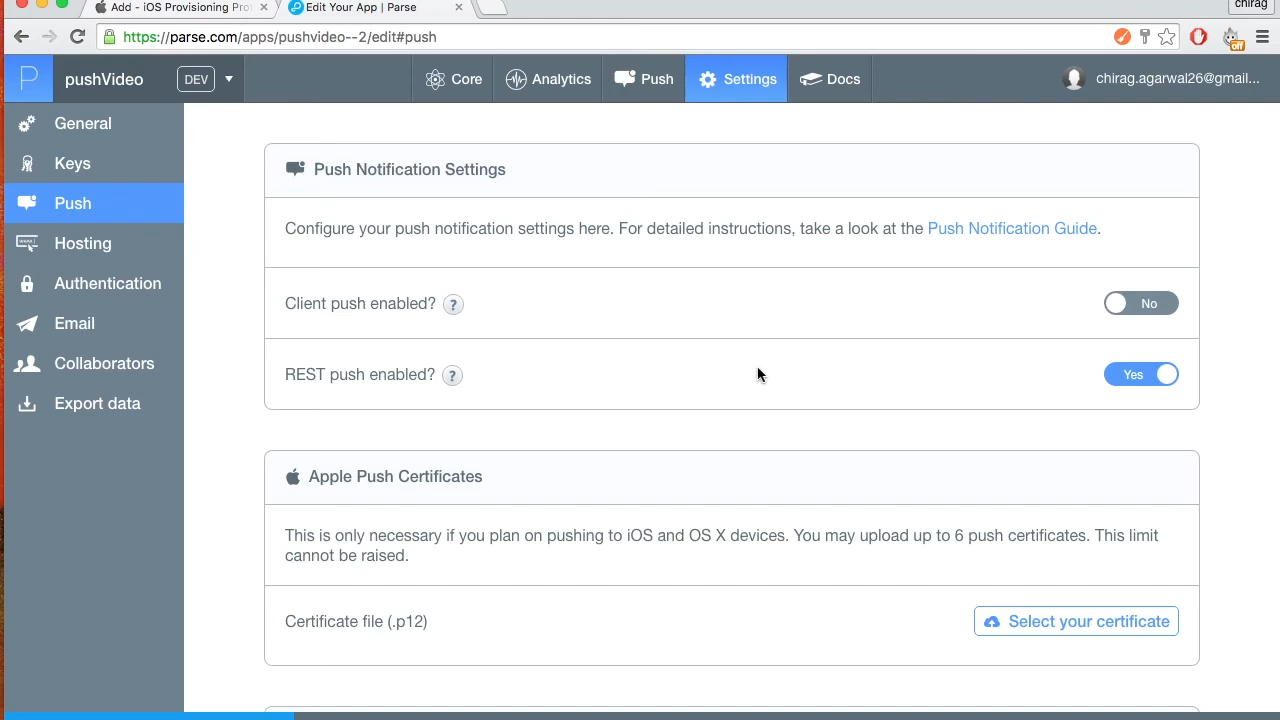 Add - iOS Provisioning Pro
Edit Your App | Parse
chirag
https://parse.com/apps/pushvideo--2/edit#push
off
P
pushVideo
DEV
Core
Analytics
Push
Settings
Docs
chirag.agarwal26@gmail...
General
Keys
Push
Hosting
Authentication
Email
Collaborators
Export data
Push Notification Settings
Configure your push notification settings here. For detailed instructions, take a look at the Push Notification Guide.
Client push enabled? ?
No
REST push enabled? ?
Yes
Apple Push Certificates
This is only necessary if you plan on pushing to iOS and OS X devices. You may upload up to 6 push certificates. This limit
cannot be raised.
Certificate file (.p12)
Select your certificate